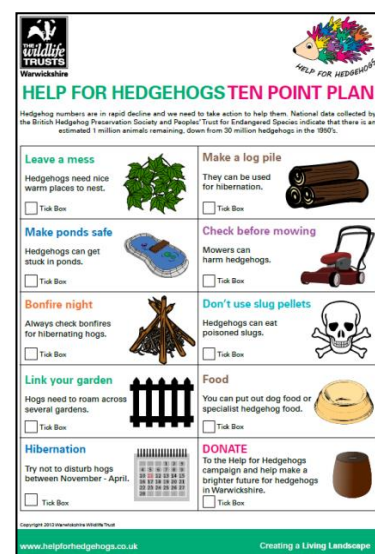 THE
wildlife
TRUSTS
Warwickshire
HELP FOR HEDGEHOGS
HELP FOR HEDGEHOGS TEN POINT PLAN
Hedgehog numbers are in rapid decline and we need to take action to help them. National data collected by
the British Hedgehog Preservation Society and Peoples' Trust for Endangered Species indicate that there is an
estimated 1 million animals remaining, down from 30 million hedgehogs in the 1950's.
Leave a mess
Hedgehogs need nice
warm places to nest.
Tick Box
Make a log pile
They can be used
for hibernation.
Tick Box
Make ponds safe
Hedgehogs can get
stuck in ponds.
Tick Box
Check before mowing
Mowers can
harm hedgehogs.
Tick Box
Bonfire night
Always check bonfires
for hibernating hogs.
Tick Box
Don't use slug pellets
Hedgehogs can eat
poisoned slugs.
Tick Box
Link your garden
Hogs need to roam across
several gardens.
Tick Box
Food
You can put out dog food or
specialist hedgehog food.
Tick Box
Hibernation
Try not to disturb hogs
between November - April.
Tick Box
DONATE
To the Help for Hedgehogs
campaign and help make a
brighter future for hedgehogs
in Warwickshire.
Tick Box
Copyright 2013 Warwickshire Wildlife Trust
www.helpforhedgehogs.co.uk
Creating a Living Landscape